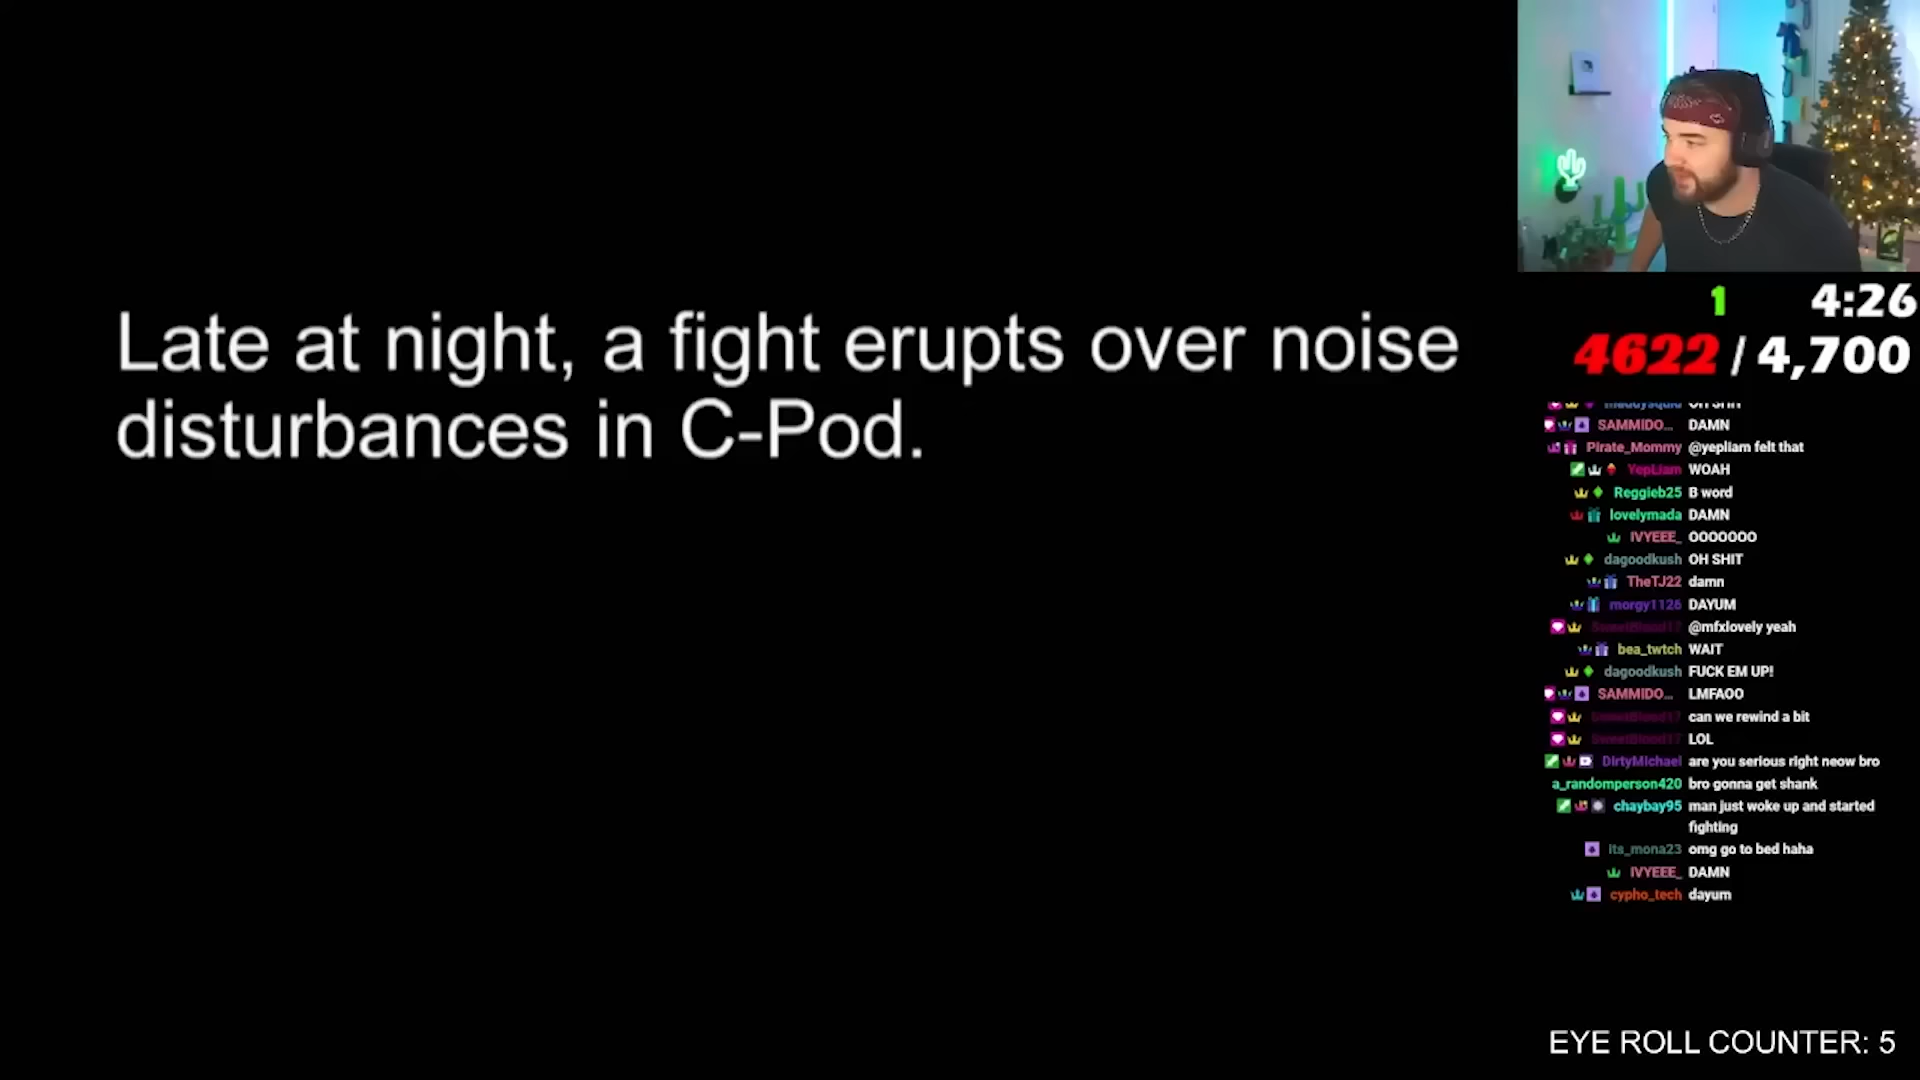 Late at night, a fight erupts over noise
disturbances in C-Pod.
1 4:26
4622 / 4,700
SAMMIDO... DAMN
Pirate_Mommy @yepliam felt that
YepLiam WOAH
Reggieb25 B word
lovelymada DAMN
IVYEEE_ OOOOOOO
dagoodkush OH SHIT
TheTJ22 damn
morgy1126 DAYUM
SweetBlood17 @mfxlovely yeah
bea_twtch WAIT
dagoodkush FUCK EM UP!
SAMMIDO... LMFAOO
SweetBlood17 can we rewind a bit
SweetBlood17 LOL
DirtyMichael are you serious right neow bro
a_randomperson420 bro gonna get shank
chaybay95 man just woke up and started
fighting
its_mona23 omg go to bed haha
IVYEEE_ DAMN
cypho_tech dayum
EYE ROLL COUNTER: 5